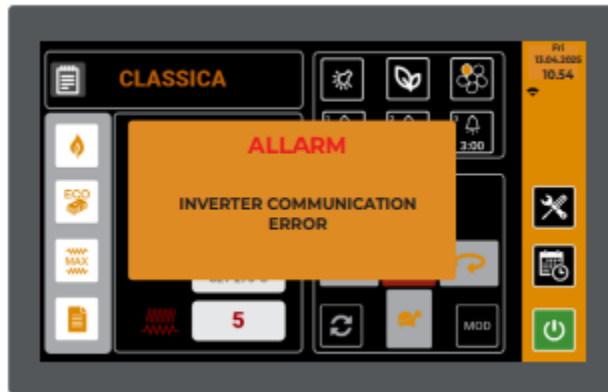 Fri
13.04.2025
10.54
CLASSICA
ALLARM
3:00
INVERTER COMMUNICATION
ERROR
ECO
MAX
5
MOD